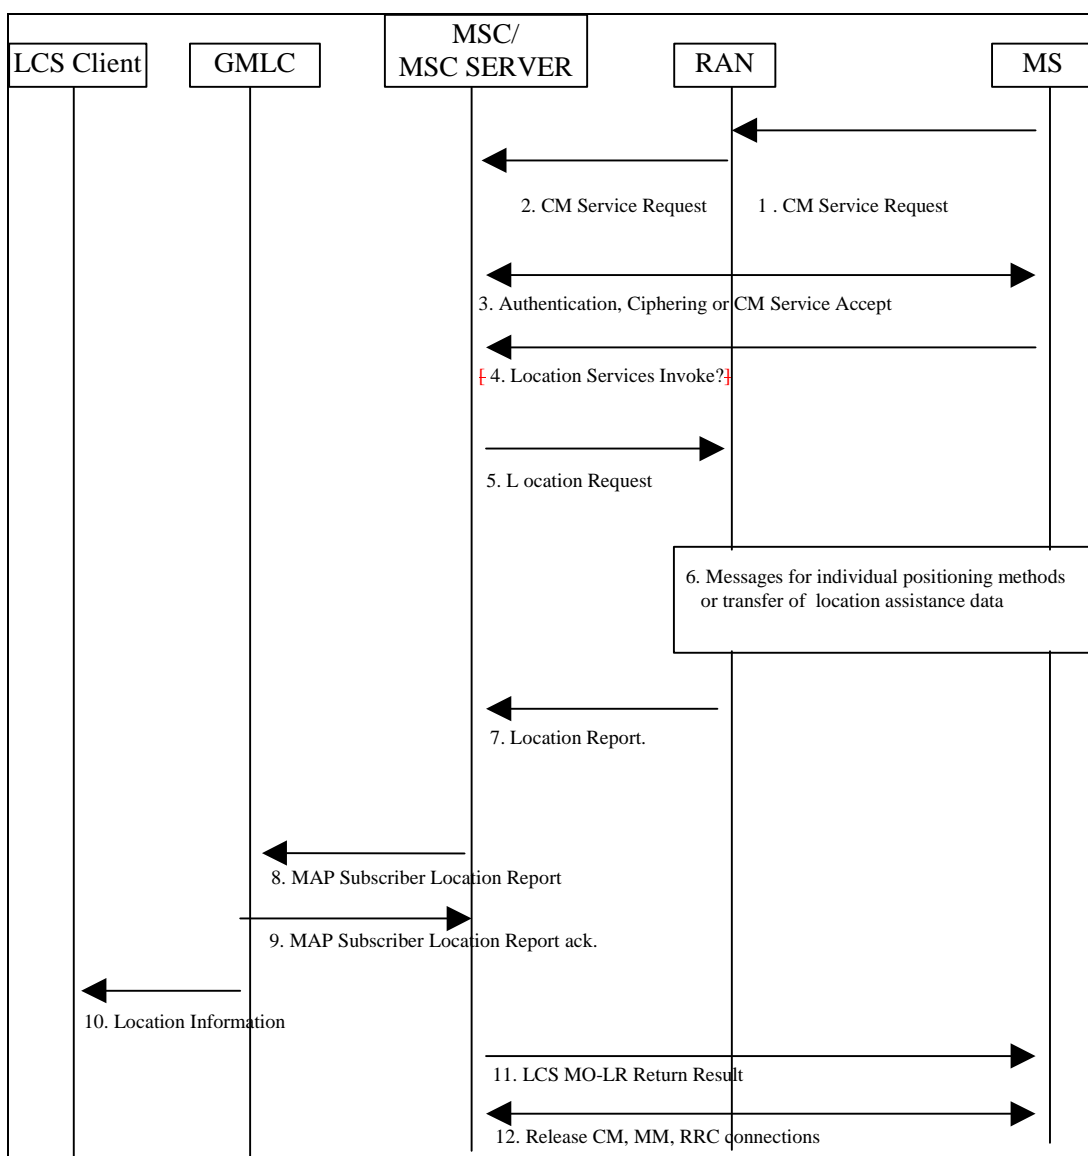 MSC/
MSC SERVER
LCS Client
GMLC
RAN
MS
2. CM Service Request
1 . CM Service Request
3. Authentication, Ciphering or CM Service Accept
[ 4. Location Services Invoke?]
5. L ocation Request
6. Messages for individual positioning methods
or transfer of location assistance data
7. Location Report.
8. MAP Subscriber Location Report
9. MAP Subscriber Location Report ack.
10. Location Information
11. LCS MO-LR Return Result
12. Release CM, MM, RRC connections